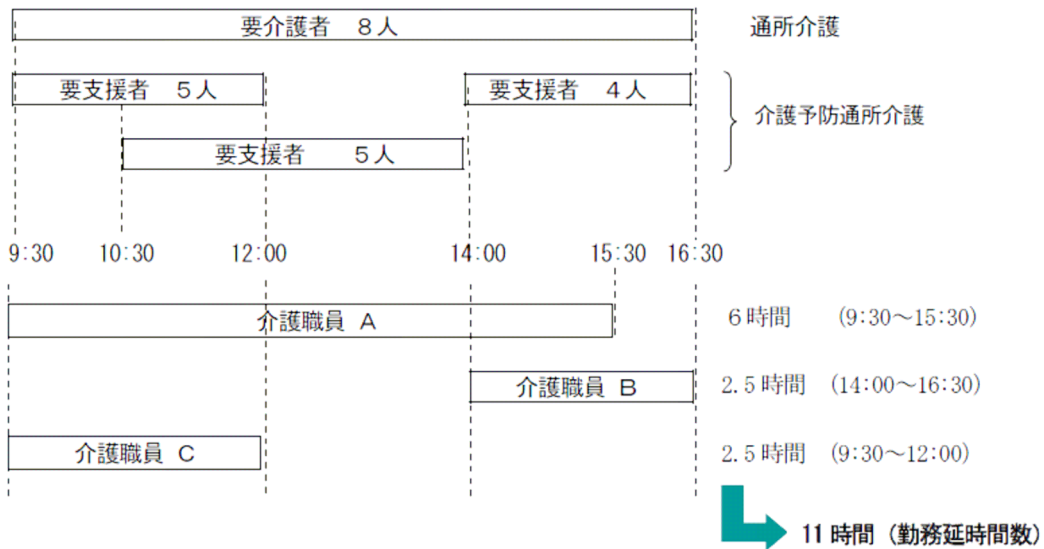 要介護者 8人 通所介護
要支援者 5人 要支援者 4人
介護予防通所介護
要支援者 5人
9:30 10:30 12:00 14:00 15:30 16:30
介護職員 A 6時間 (9:30～15:30)
介護職員 B 2.5時間 (14:00～16:30)
介護職員 C 2.5時間 (9:30～12:00)
11時間 (勤務延時間数)